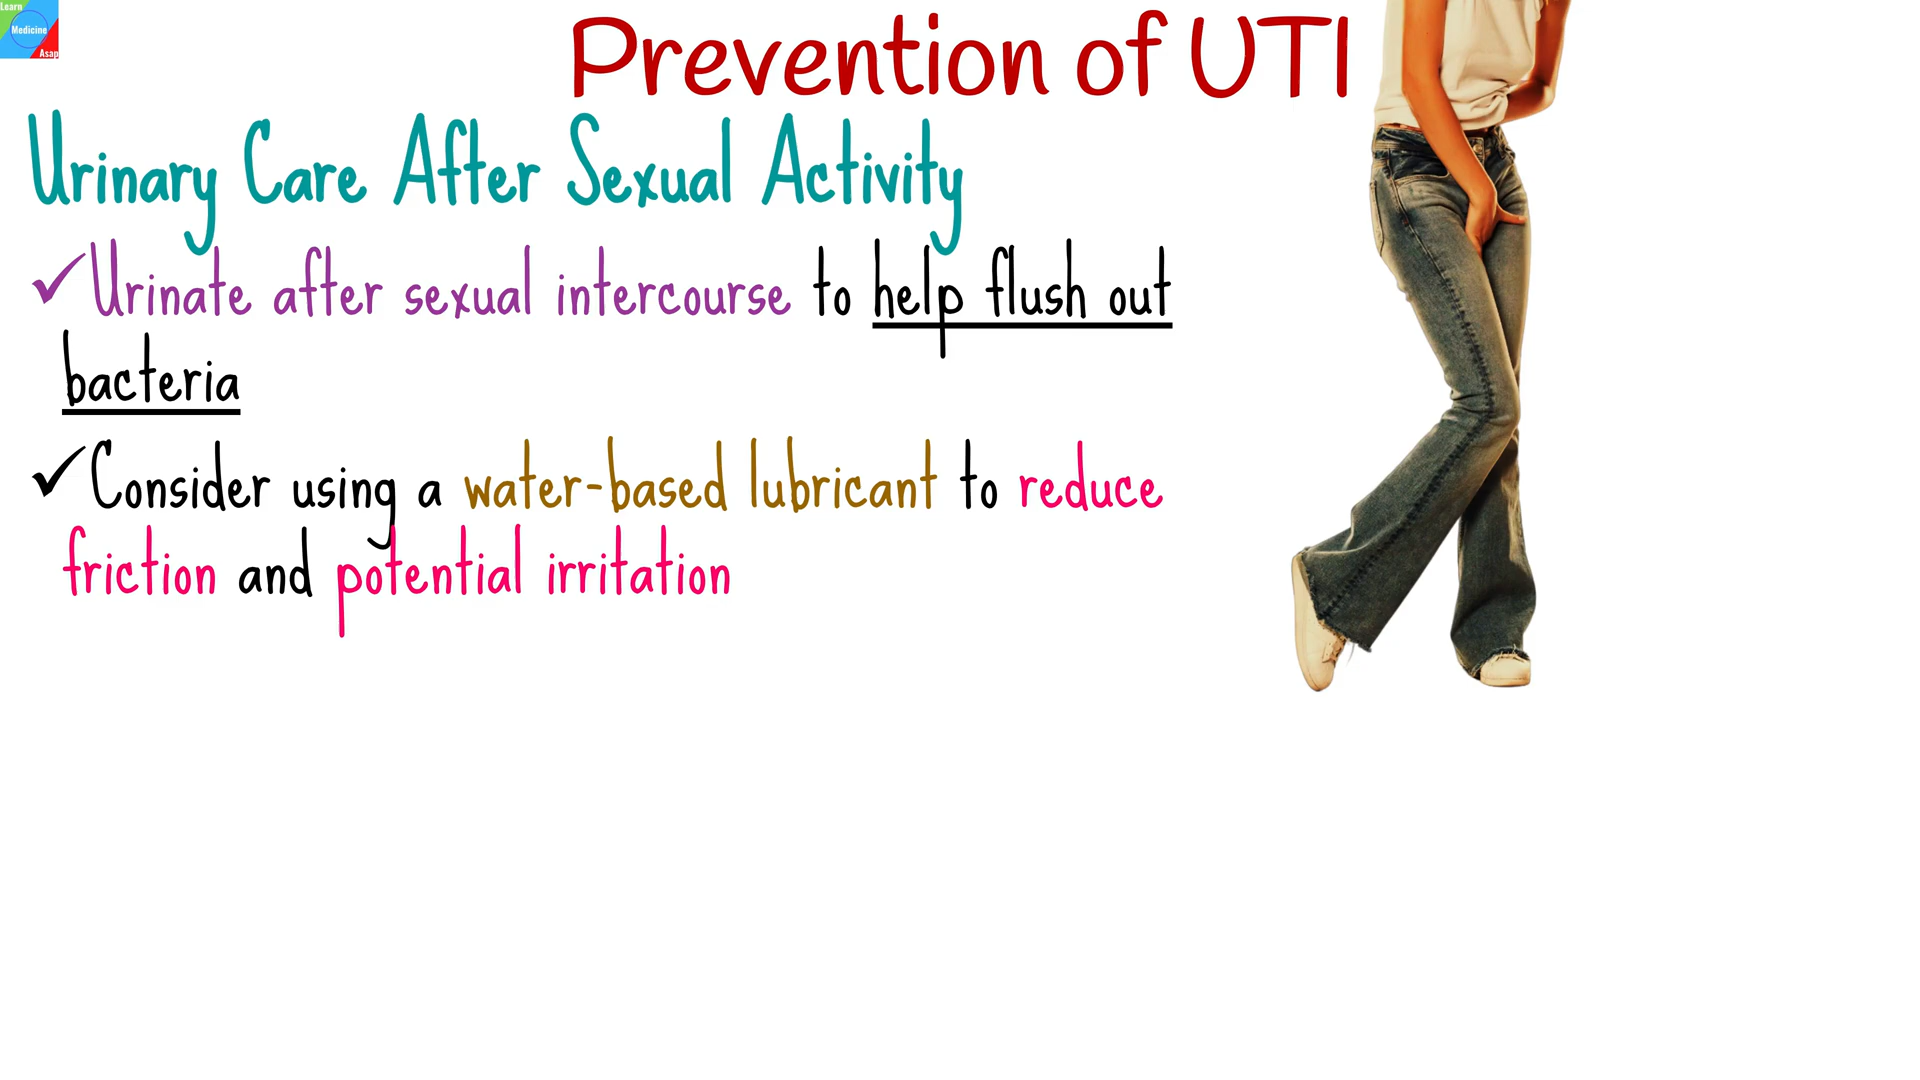 Learn
Medicine
Asap
Prevention of UTI
Urinary Care After Sexual Activity
✓Urinate after sexual intercourse to help flush out
bacteria
✓Consider using a water-based lubricant to reduce
friction and potential irritation